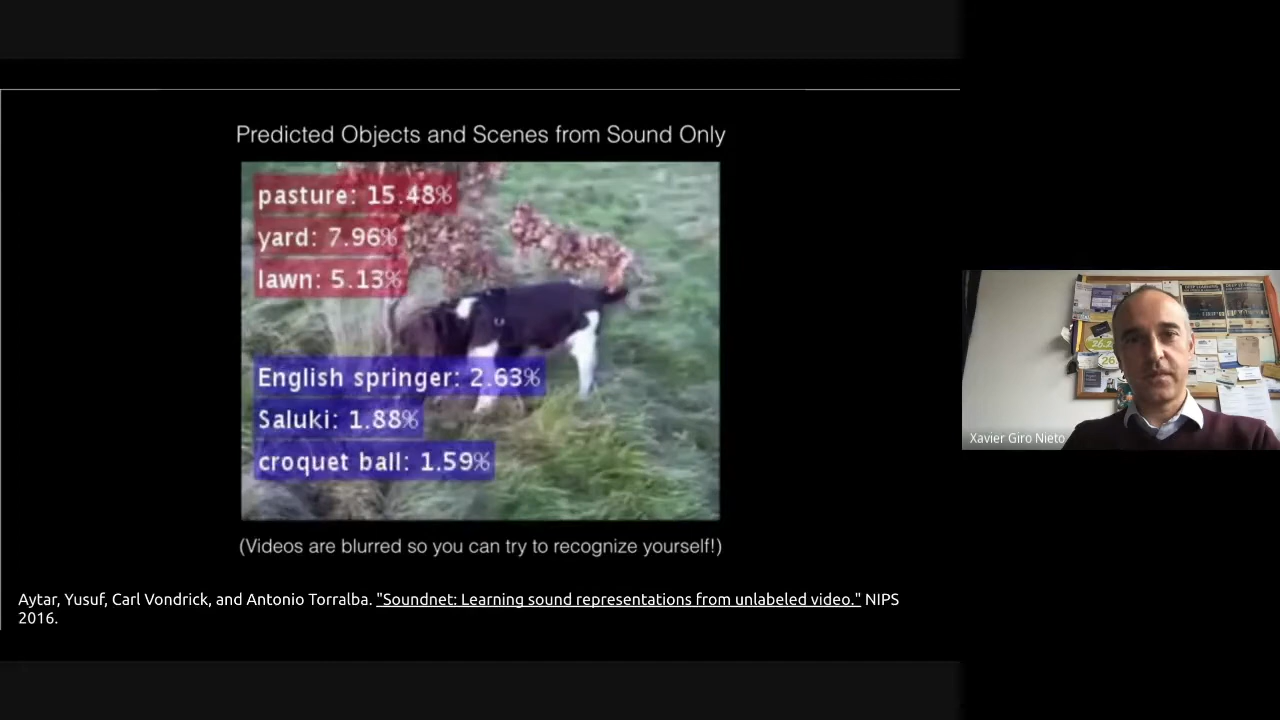 Predicted Objects and Scenes from Sound Only
pasture: 15.48%
yard: 7.96%
lawn: 5.13%
English springer: 2.63%
Saluki: 1.88%
croquet ball: 1.59%
(Videos are blurred so you can try to recognize yourself!)
Aytar, Yusuf, Carl Vondrick, and Antonio Torralba. "Soundnet: Learning sound representations from unlabeled video." NIPS
2016.
Xavier Giro Nieto